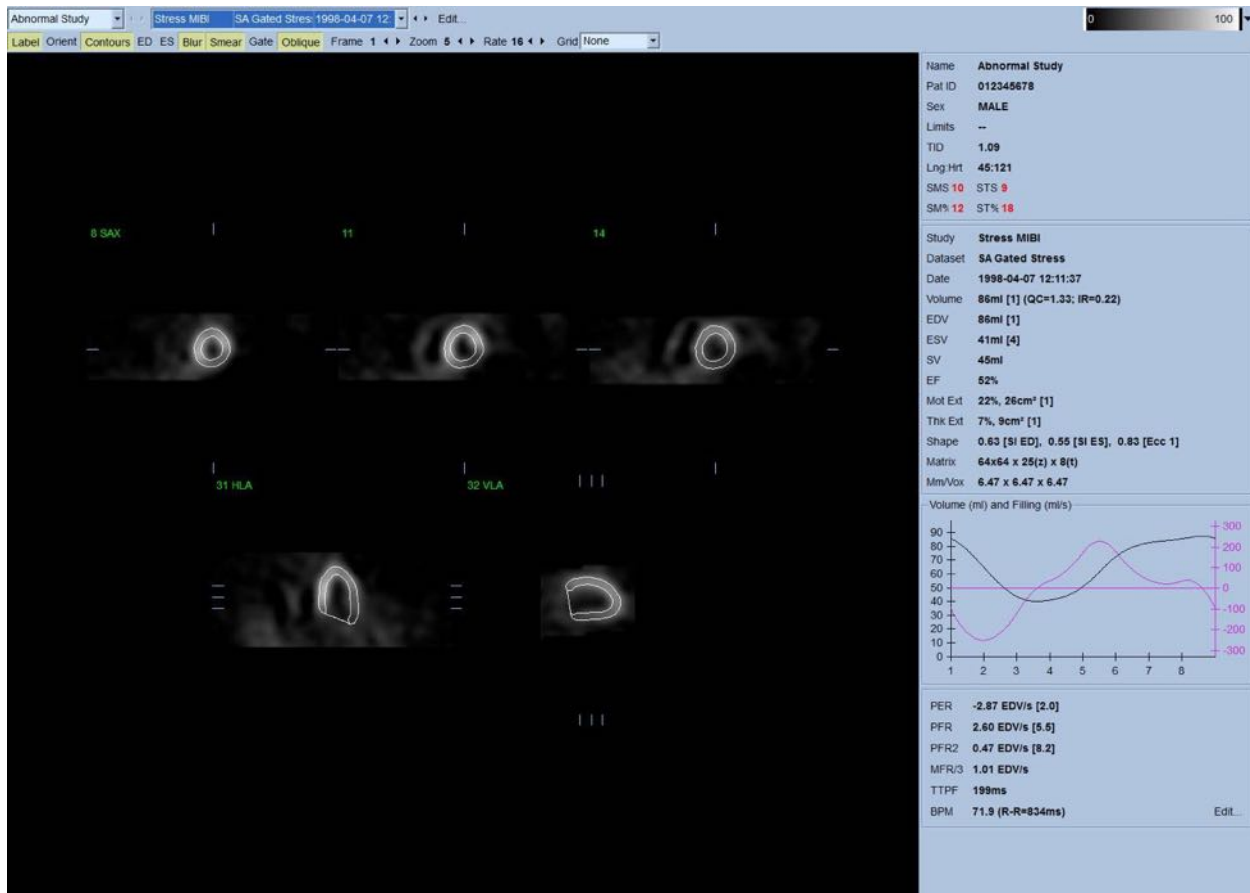 Abnormal Study Stress MIBI SA Gated Stres: 1998-04-07 12: Edit... 0 100
Label Orient Contours ED ES Blur Smear Gate Oblique Frame 1 Zoom 5 Rate 16 Grid None
Name Abnormal Study
Pat ID 012345678
Sex MALE
Limits --
TID 1.09
Lng:Hrt 45:121
SMS 10 STS 9
SM% 12 ST% 18
8 SAX 11 14
Study Stress MIBI
Dataset SA Gated Stress
Date 1998-04-07 12:11:37
Volume 86ml [1] (QC=1.33; IR=0.22)
EDV 86ml [1]
ESV 41ml [4]
SV 45ml
EF 52%
Mot Ext 22%, 26cm² [1]
Thk Ext 7%, 9cm² [1]
Shape 0.63 [SI ED], 0.55 [SI ES], 0.83 [Ecc 1]
Matrix 64x64 x 25(z) x 8(t)
Mm/Vox 6.47 x 6.47 x 6.47
31 HLA 32 VLA
Volume (ml) and Filling (ml/s)
90 300
80 200
70
60 100
50 0
40
30 -100
20 -200
10
0 -300
1 2 3 4 5 6 7 8
PER -2.87 EDV/s [2.0]
PFR 2.60 EDV/s [5.5]
PFR2 0.47 EDV/s [8.2]
MFR/3 1.01 EDV/s
TTPF 199ms
BPM 71.9 (R-R=834ms) Edit...